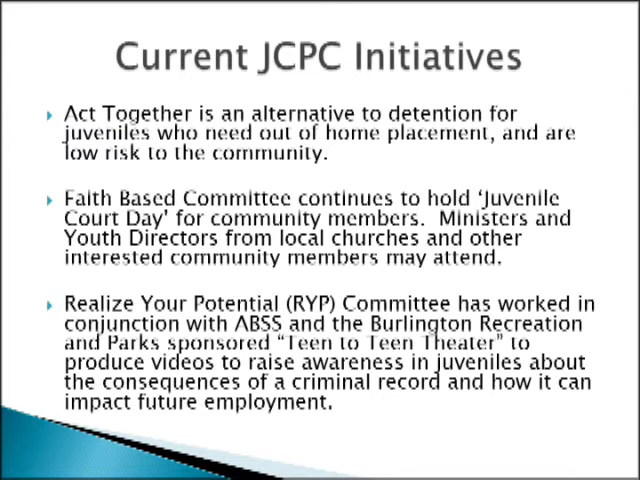 Current JCPC Initiatives
Act Together is an alternative to detention for
juveniles who need out of home placement, and are
low risk to the community.
Faith Based Committee continues to hold ‘Juvenile
Court Day’ for community members.  Ministers and
Youth Directors from local churches and other
interested community members may attend.
Realize Your Potential (RYP) Committee has worked in
conjunction with ABSS and the Burlington Recreation
and Parks sponsored “Teen to Teen Theater” to
produce videos to raise awareness in juveniles about
the consequences of a criminal record and how it can
impact future employment.